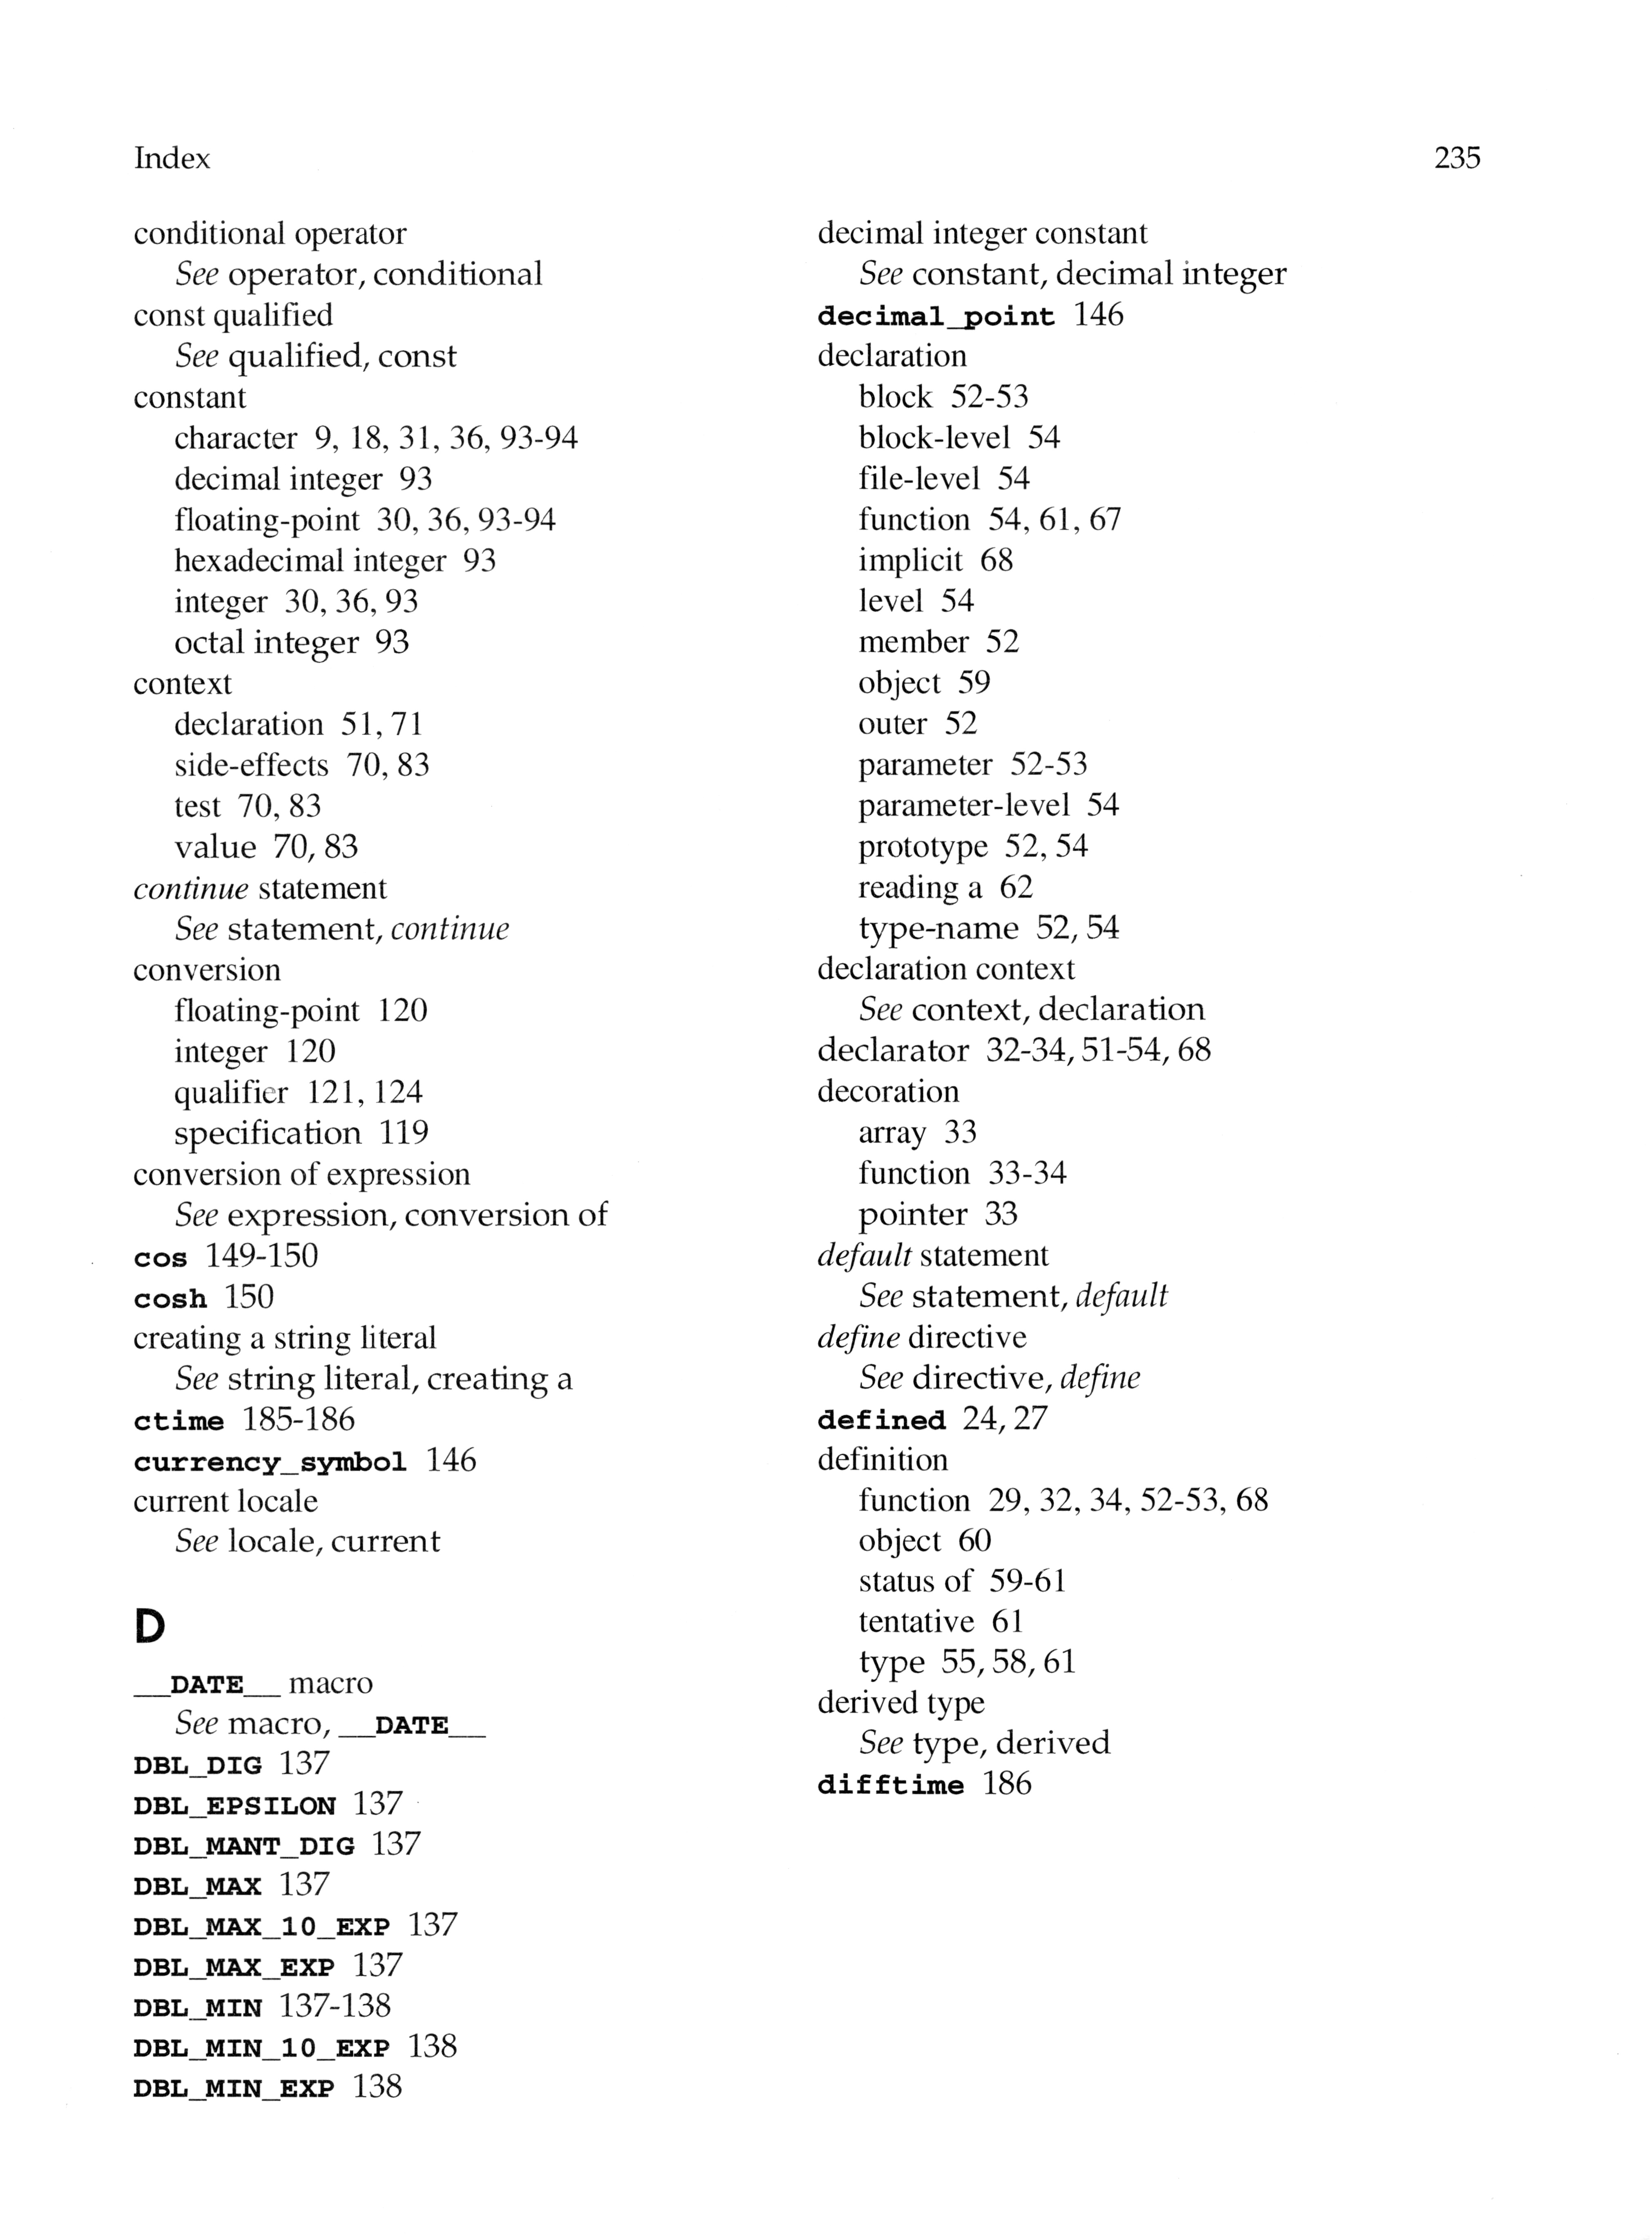 Index 235
conditional operator
See operator, conditional
const qualified
See qualified, const
constant
character 9, 18, 31, 36, 93-94
decimal integer 93
floating-point 30, 36, 93-94
hexadecimal integer 93
integer 30, 36, 93
octal integer 93
context
declaration 51, 71
side-effects 70, 83
test 70, 83
value 70, 83
continue statement
See statement, continue
conversion
floating-point 120
integer 120
qualifier 121, 124
specification 119
conversion of expression
See expression, conversion of
cos 149-150
cosh 150
creating a string literal
See string literal, creating a
ctime 185-186
currency_symbol 146
current locale
See locale, current
D
__DATE__ macro
See macro, __DATE__
DBL_DIG 137
DBL_EPSILON 137
DBL_MANT_DIG 137
DBL_MAX 137
DBL_MAX_10_EXP 137
DBL_MAX_EXP 137
DBL_MIN 137-138
DBL_MIN_10_EXP 138
DBL_MIN_EXP 138
decimal integer constant
See constant, decimal integer
decimal_point 146
declaration
block 52-53
block-level 54
file-level 54
function 54, 61, 67
implicit 68
level 54
member 52
object 59
outer 52
parameter 52-53
parameter-level 54
prototype 52, 54
reading a 62
type-name 52, 54
declaration context
See context, declaration
declarator 32-34, 51-54, 68
decoration
array 33
function 33-34
pointer 33
default statement
See statement, default
define directive
See directive, define
defined 24, 27
definition
function 29, 32, 34, 52-53, 68
object 60
status of 59-61
tentative 61
type 55, 58, 61
derived type
See type, derived
difftime 186